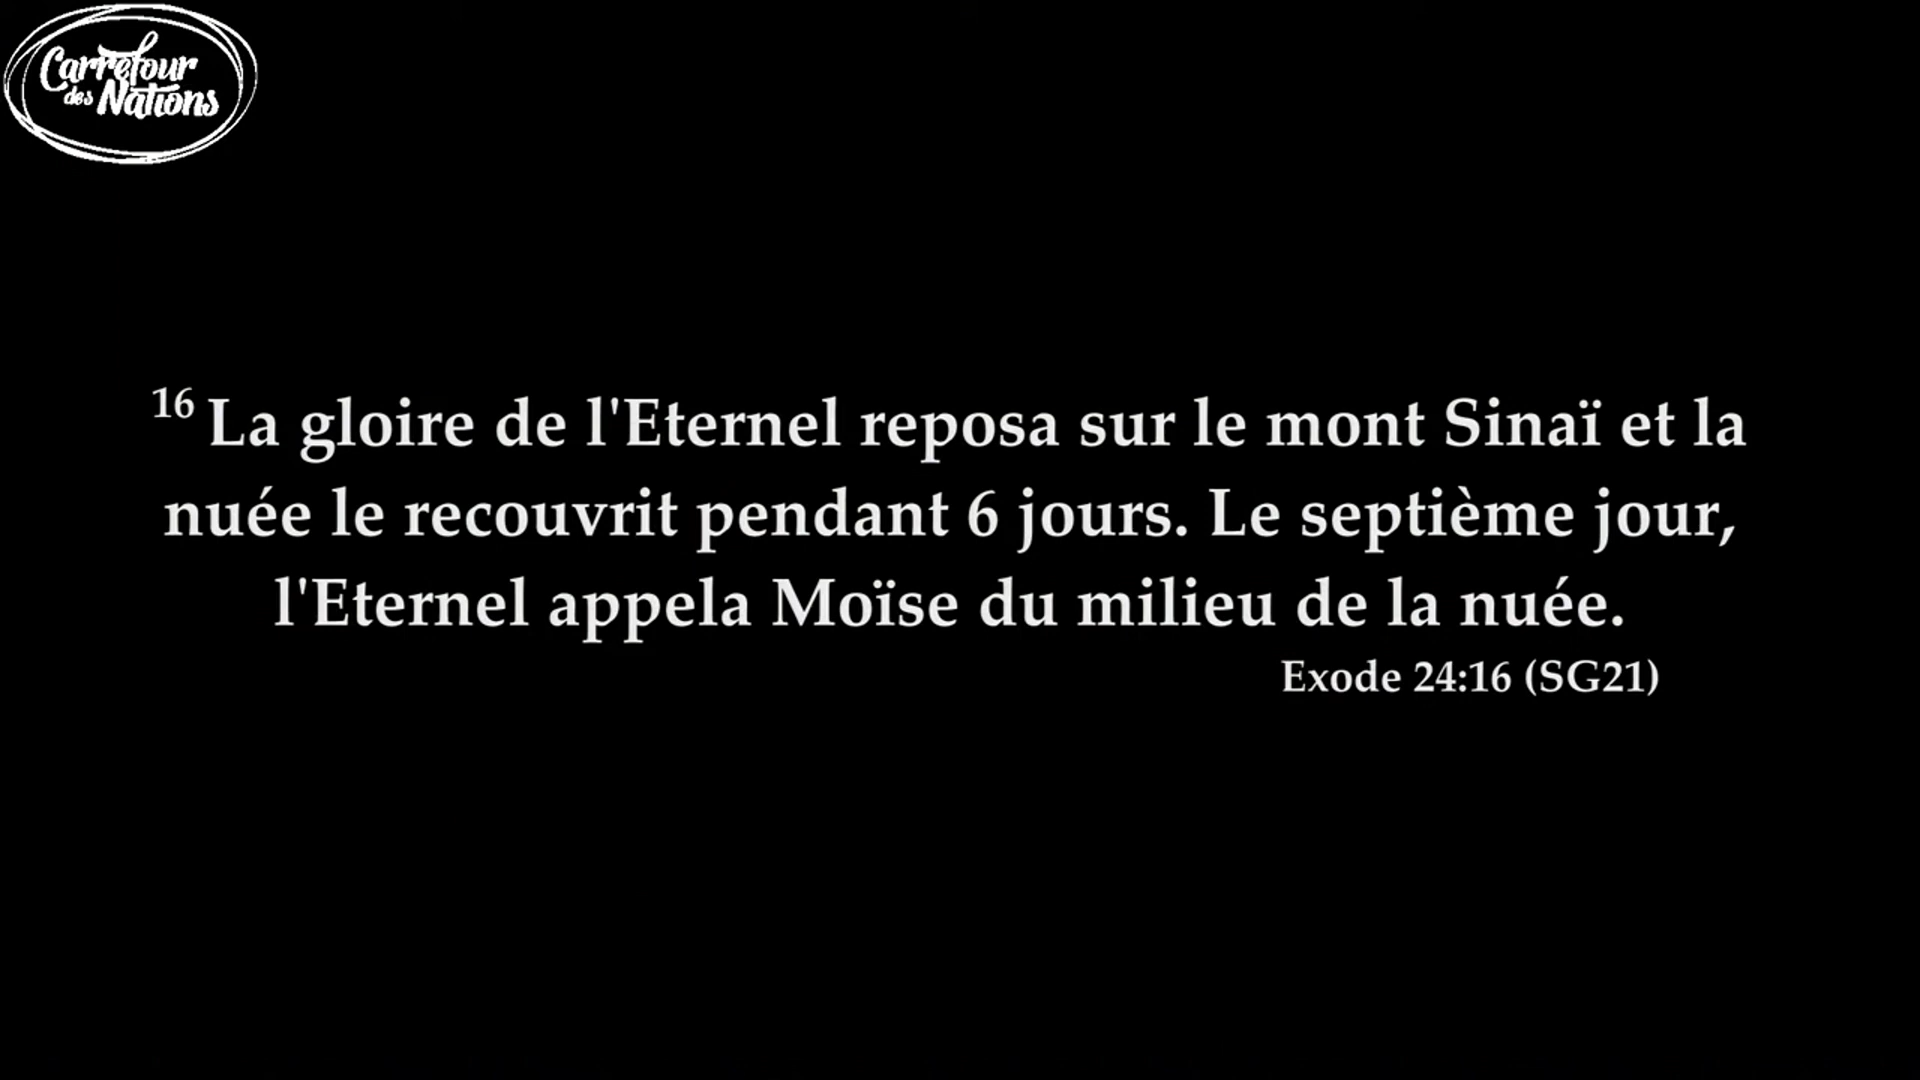 Carrefour
des Nations
16 La gloire de l'Eternel reposa sur le mont Sinaï et la
nuée le recouvrit pendant 6 jours. Le septième jour,
l'Eternel appela Moïse du milieu de la nuée.
Exode 24:16 (SG21)